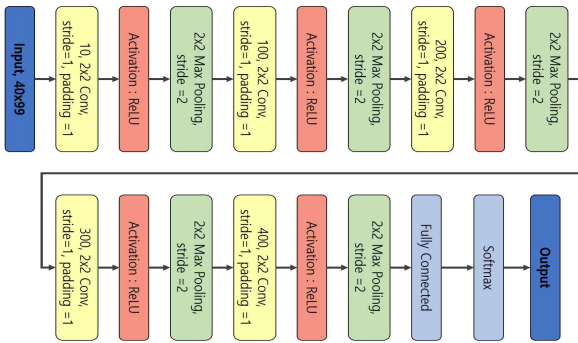 Input, 40x99
10, 2x2 Conv,
stride=1, padding =1
Activation : ReLU
2x2 Max Pooling,
stride =2
100, 2x2 Conv,
stride=1, padding =1
Activation : ReLU
2x2 Max Pooling,
stride =2
200, 2x2 Conv,
stride=1, padding =1
Activation : ReLU
2x2 Max Pooling,
stride =2
300, 2x2 Conv,
stride=1, padding =1
Activation : ReLU
2x2 Max Pooling,
stride =2
400, 2x2 Conv,
stride=1, padding =1
Activation : ReLU
2x2 Max Pooling,
stride =2
Fully Connected
Softmax
Output